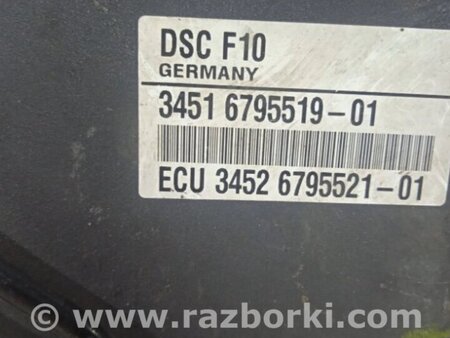 DSC F10
GERMANY
3451 6795519-01
ECU 3452 6795521-01
© www.razborki.com